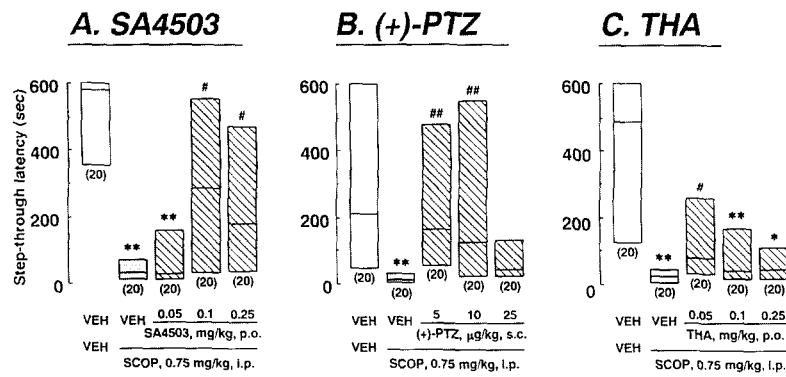 A. SA4503
B. (+)-PTZ
C. THA
Step-through latency (sec)
600
400
200
0
(20)
**
(20)
**
(20)
#
(20)
#
(20)
VEH VEH 0.05 0.1 0.25
SA4503, mg/kg, p.o.
VEH
SCOP, 0.75 mg/kg, i.p.
600
400
200
0
(20)
**
(20)
##
(20)
##
(20)
(20)
VEH VEH 5 10 25
(+)-PTZ, µg/kg, s.c.
VEH
SCOP, 0.75 mg/kg, i.p.
600
400
200
0
(20)
**
(20)
#
(20)
**
(20)
*
(20)
VEH VEH 0.05 0.1 0.25
THA, mg/kg, p.o.
VEH
SCOP, 0.75 mg/kg, i.p.